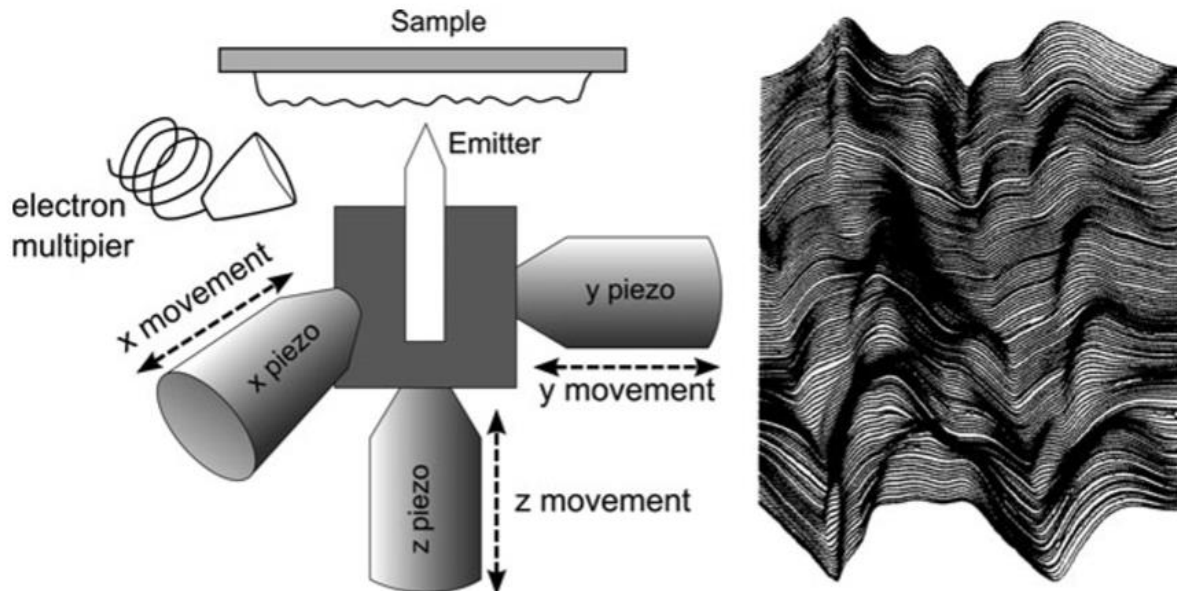 Sample
Emitter
electron
multipier
x movement
x piezo
y piezo
y movement
z piezo
z movement